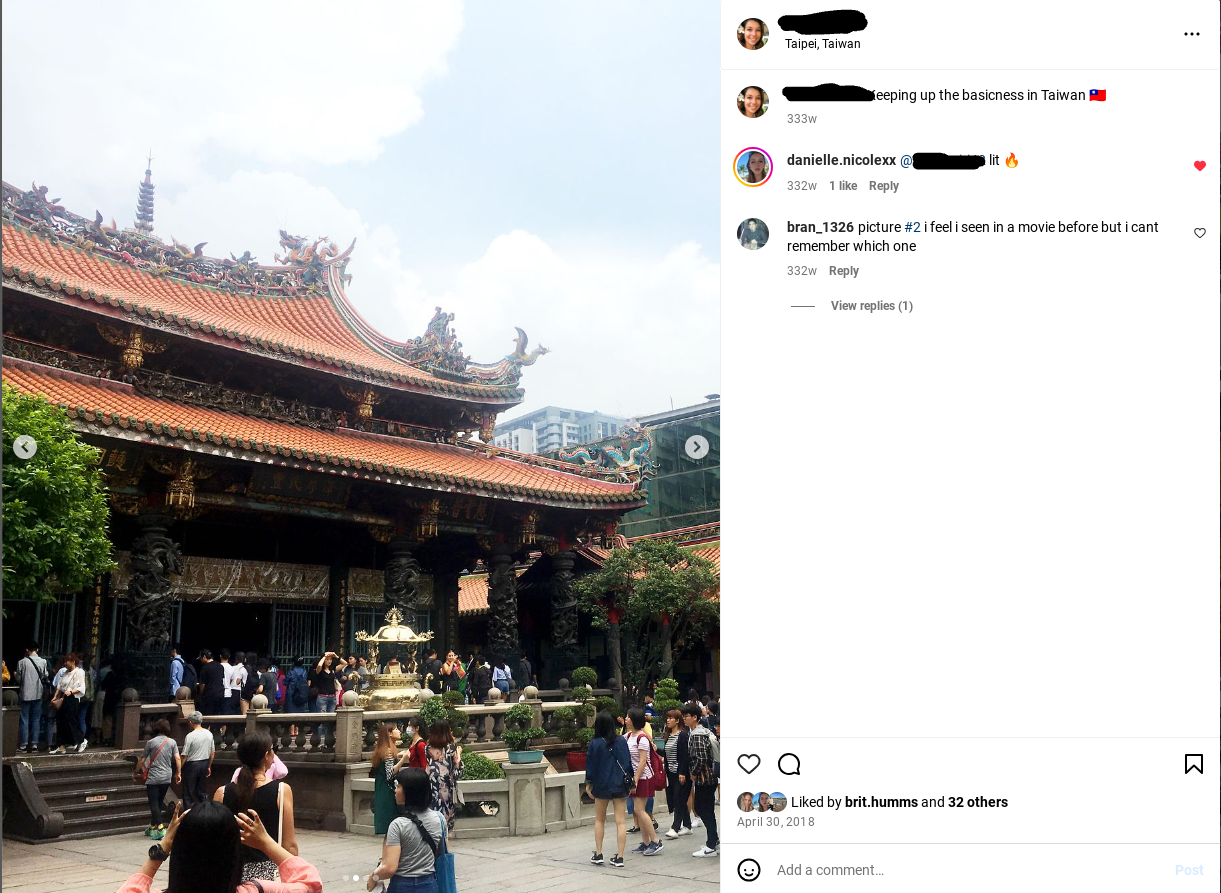 Taipei, Taiwan
eeping up the basicness in Taiwan 🇹🇼
333w
danielle.nicolexx @ lit 🔥
332w 1 like Reply
bran_1326 picture #2 i feel i seen in a movie before but i cant
remember which one
332w Reply
View replies (1)
Liked by brit.humms and 32 others
April 30, 2018
Add a comment... Post